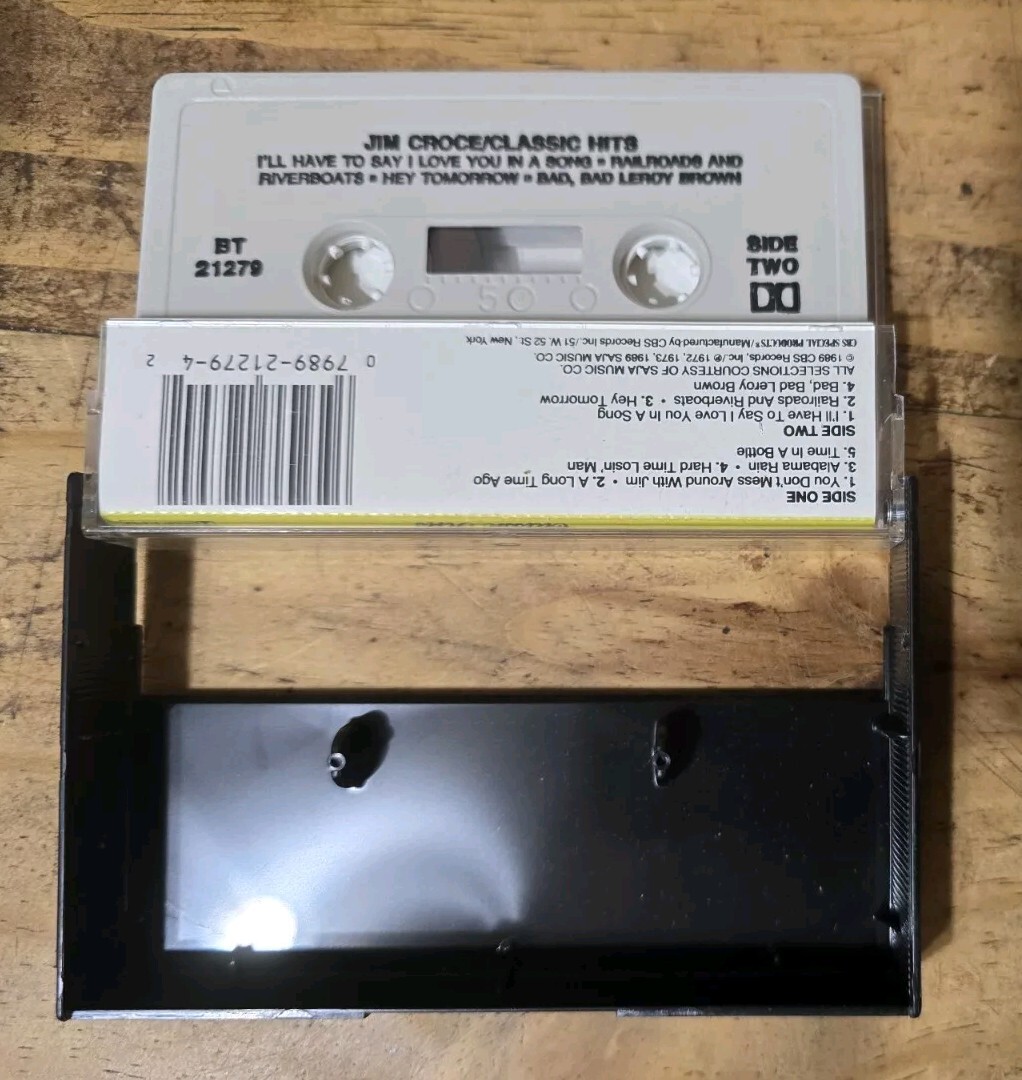 JIM CROCE/CLASSIC HITS
I'LL HAVE TO SAY I LOVE YOU IN A SONG • RAILROADS AND
RIVERBOATS • HEY TOMORROW • BAD, BAD LEROY BROWN
BT
21279
SIDE
TWO
50
SIDE ONE
1. You Don't Mess Around With Jim • 2. A Long Time Ago
3. Alabama Rain • 4. Hard Time Losin' Man
5. Time In A Bottle
SIDE TWO
1. I'll Have To Say I Love You In A Song
2. Railroads And Riverboats • 3. Hey Tomorrow
4. Bad, Bad Leroy Brown
ALL SELECTIONS COURTESY OF SAJA MUSIC CO.
© 1989 CBS Records, Inc./℗ 1972, 1973, 1989 SAJA MUSIC CO.
CBS SPECIAL PRODUCTS®/Manufactured by CBS Records Inc./51 W. 52 St., New York
0 7989-21279-4 2